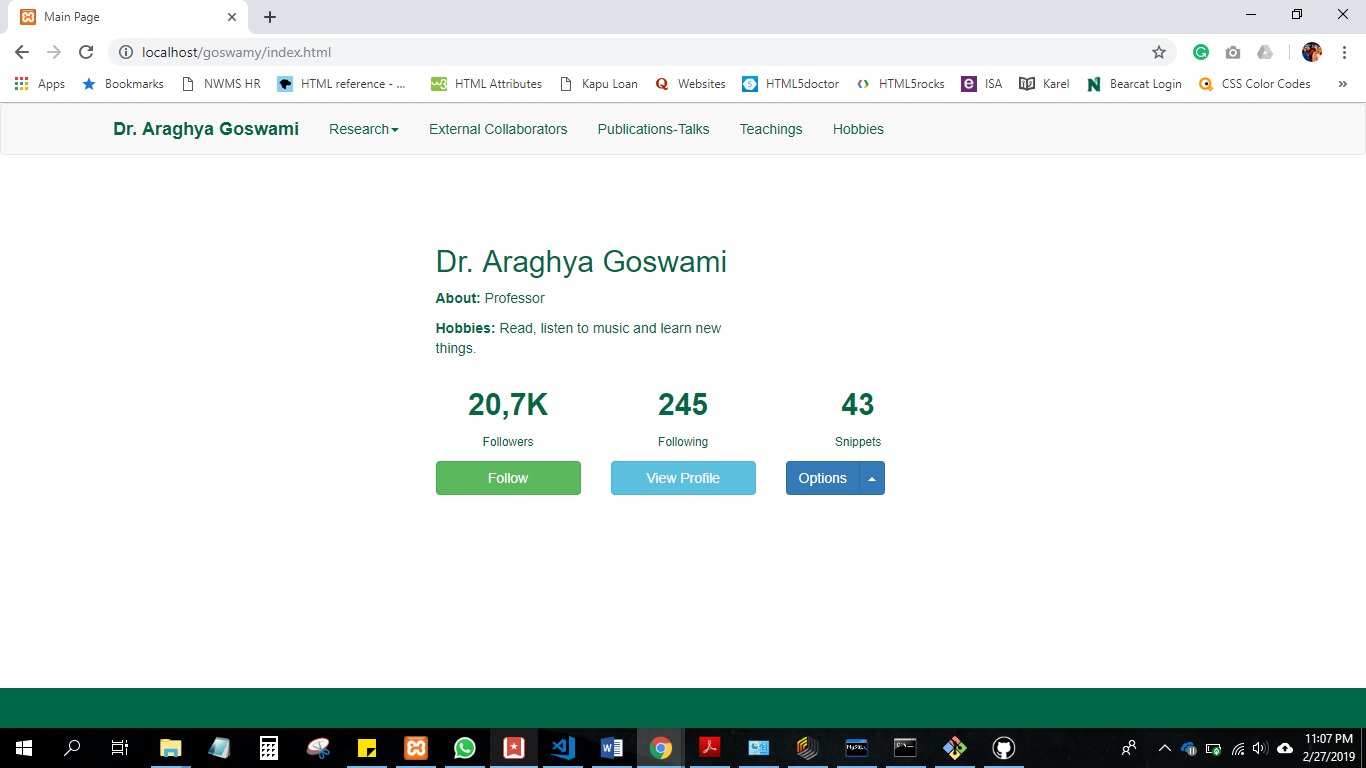 Main Page
localhost/goswamy/index.html
Apps Bookmarks NWMS HR HTML reference - ... HTML Attributes Kapu Loan Websites HTML5doctor HTML5rocks ISA Karel Bearcat Login CSS Color Codes »
Dr. Araghya Goswami Research External Collaborators Publications-Talks Teachings Hobbies
Dr. Araghya Goswami
About: Professor
Hobbies: Read, listen to music and learn new
things.
20,7K 245 43
Followers Following Snippets
Follow View Profile Options
11:07 PM
2/27/2019